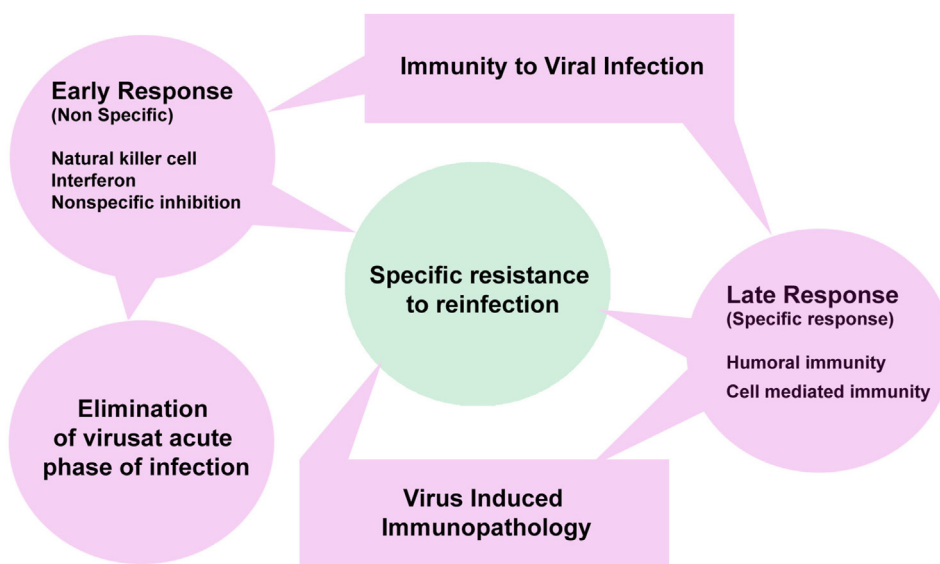 Immunity to Viral Infection
Early Response
(Non Specific)
Natural killer cell
Interferon
Nonspecific inhibition
Specific resistance
to reinfection
Late Response
(Specific response)
Humoral immunity
Cell mediated immunity
Elimination
of virusat acute
phase of infection
Virus Induced
Immunopathology